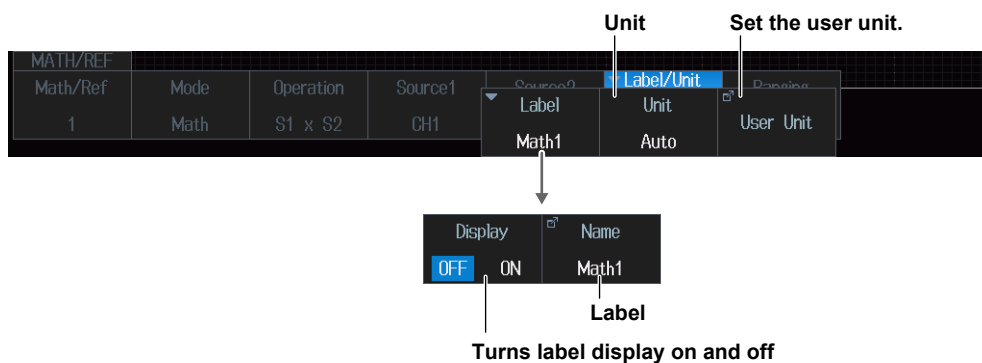 Unit Set the user unit.
MATH/REF
Math/Ref Mode Operation Source1 Source2 Label/Unit Ranging
1 Math S1 x S2 CH1
Label Unit User Unit
Math1 Auto
Display Name
OFF ON Math1
Label
Turns label display on and off